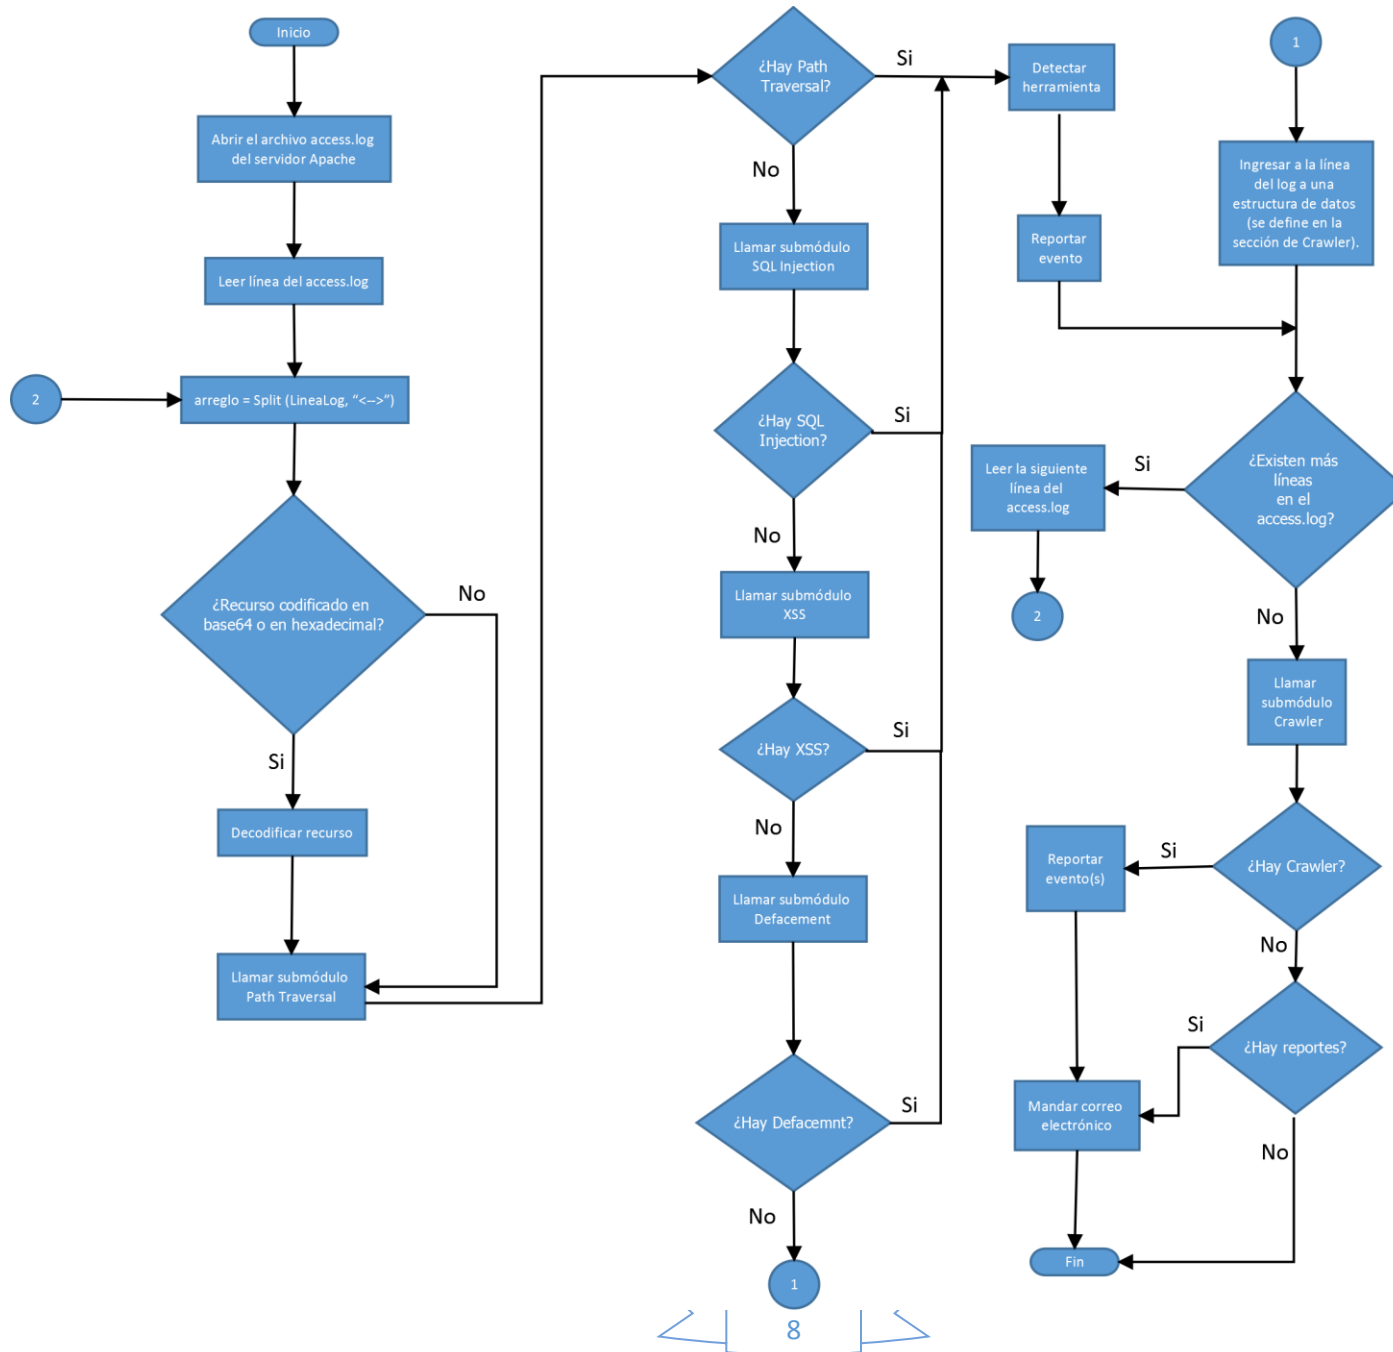 Inicio
Abrir el archivo access.log
del servidor Apache
Leer línea del access.log
2
arreglo = Split (LineaLog, “<-->”)
¿Recurso codificado en
base64 o en hexadecimal?
No
Si
Decodificar recurso
Llamar submódulo
Path Traversal
¿Hay Path
Traversal?
Si
No
Llamar submódulo
SQL Injection
¿Hay SQL
Injection?
Si
No
Llamar submódulo
XSS
¿Hay XSS?
Si
No
Llamar submódulo
Defacement
¿Hay Defacemnt?
Si
No
1
Detectar
herramienta
Reportar
evento
1
Ingresar a la línea
del log a una
estructura de datos
(se define en la
sección de Crawler).
¿Existen más
líneas
en el
access.log?
Si
Leer la siguiente
línea del
access.log
2
No
Llamar
submódulo
Crawler
¿Hay Crawler?
Si
Reportar
evento(s)
No
¿Hay reportes?
Si
Mandar correo
electrónico
No
Fin
8